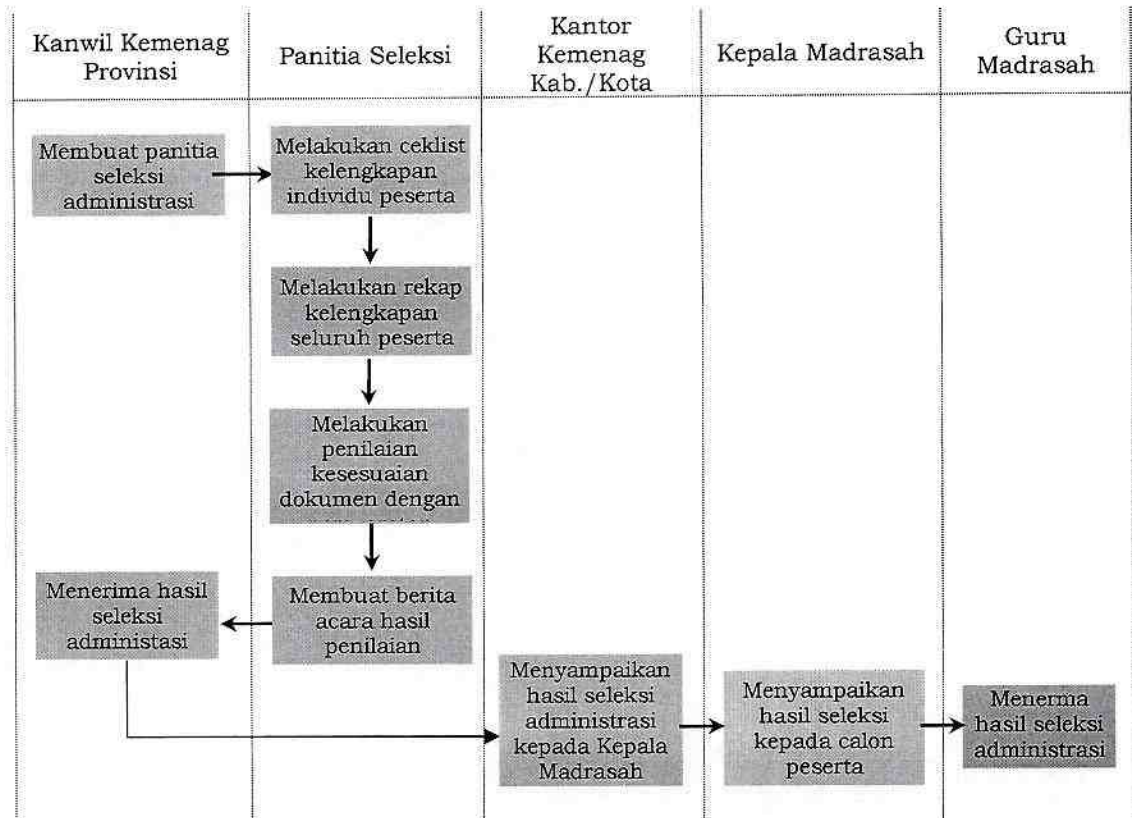 Kanwil Kemenag
Provinsi
Panitia Seleksi
Kantor
Kemenag
Kab./Kota
Kepala Madrasah
Guru
Madrasah
Membuat panitia
seleksi
administrasi
Melakukan ceklist
kelengkapan
individu peserta
Melakukan rekap
kelengkapan
seluruh peserta
Melakukan
penilaian
kesesuaian
dokumen dengan
Membuat berita
acara hasil
penilaian
Menerima hasil
seleksi
administasi
Menyampaikan
hasil seleksi
administrasi
kepada Kepala
Madrasah
Menyampaikan
hasil seleksi
kepada calon
peserta
Menerma
hasil seleksi
administrasi